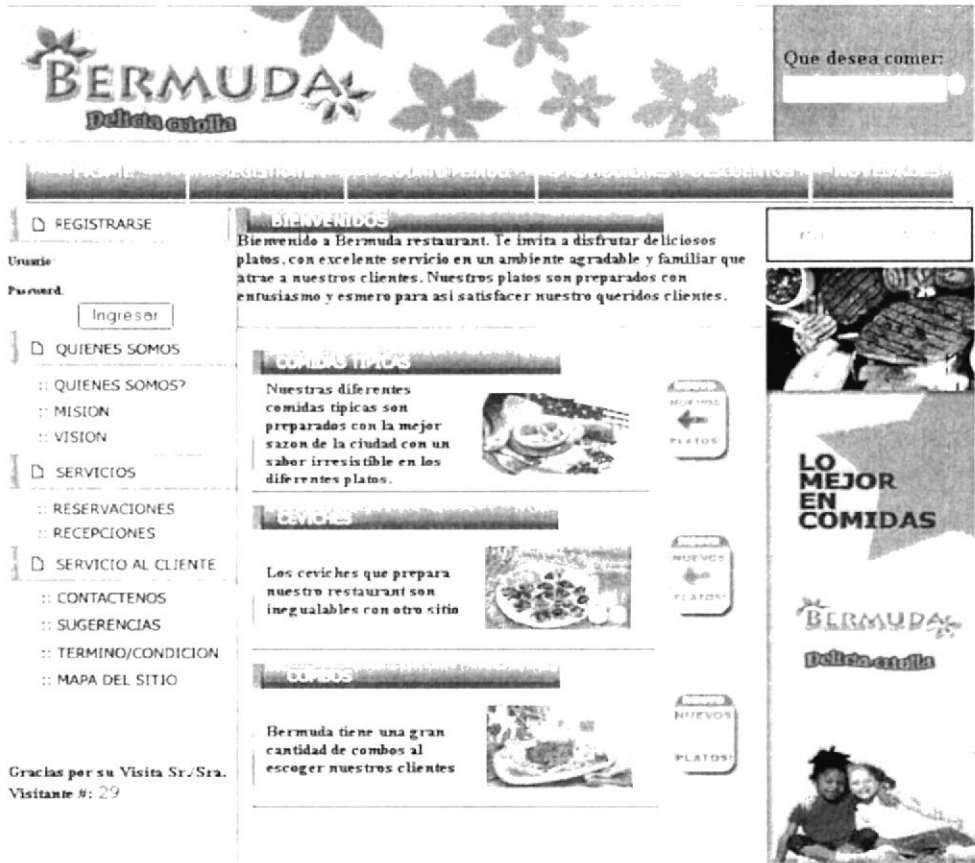 BERMUDA
Delicia criolla
Que desea comer:
REGISTRARSE
Usuario
Password.
Ingresar
QUIENES SOMOS
:: QUIENES SOMOS?
:: MISION
:: VISION
SERVICIOS
:: RESERVACIONES
:: RECEPCIONES
SERVICIO AL CLIENTE
:: CONTACTENOS
:: SUGERENCIAS
:: TERMINO/CONDICION
:: MAPA DEL SITIO
Gracias por su Visita Sr./Sra.
Visitante #: 29
BIENVENIDOS
Bienvenido a Bermuda restaurant. Te invita a disfrutar deliciosos
platos, con excelente servicio en un ambiente agradable y familiar que
atrae a nuestros clientes. Nuestros platos son preparados con
entusiasmo y esmero para asi satisfacer nuestro queridos clientes.
COMIDAS TIPICAS
Nuestras diferentes
comidas tipicas son
preparados con la mejor
sazon de la ciudad con un
sabor irresistible en los
diferentes platos.
NUEVOS
PLATOS!
CEVICHES
Los ceviches que prepara
nuestro restaurant son
inegualables con otro sitio
NUEVOS
PLATOS!
COMBOS
Bermuda tiene una gran
cantidad de combos al
escoger nuestros clientes
NUEVOS
PLATOS!
LO
MEJOR
EN
COMIDAS
BERMUDA
Delicia criolla